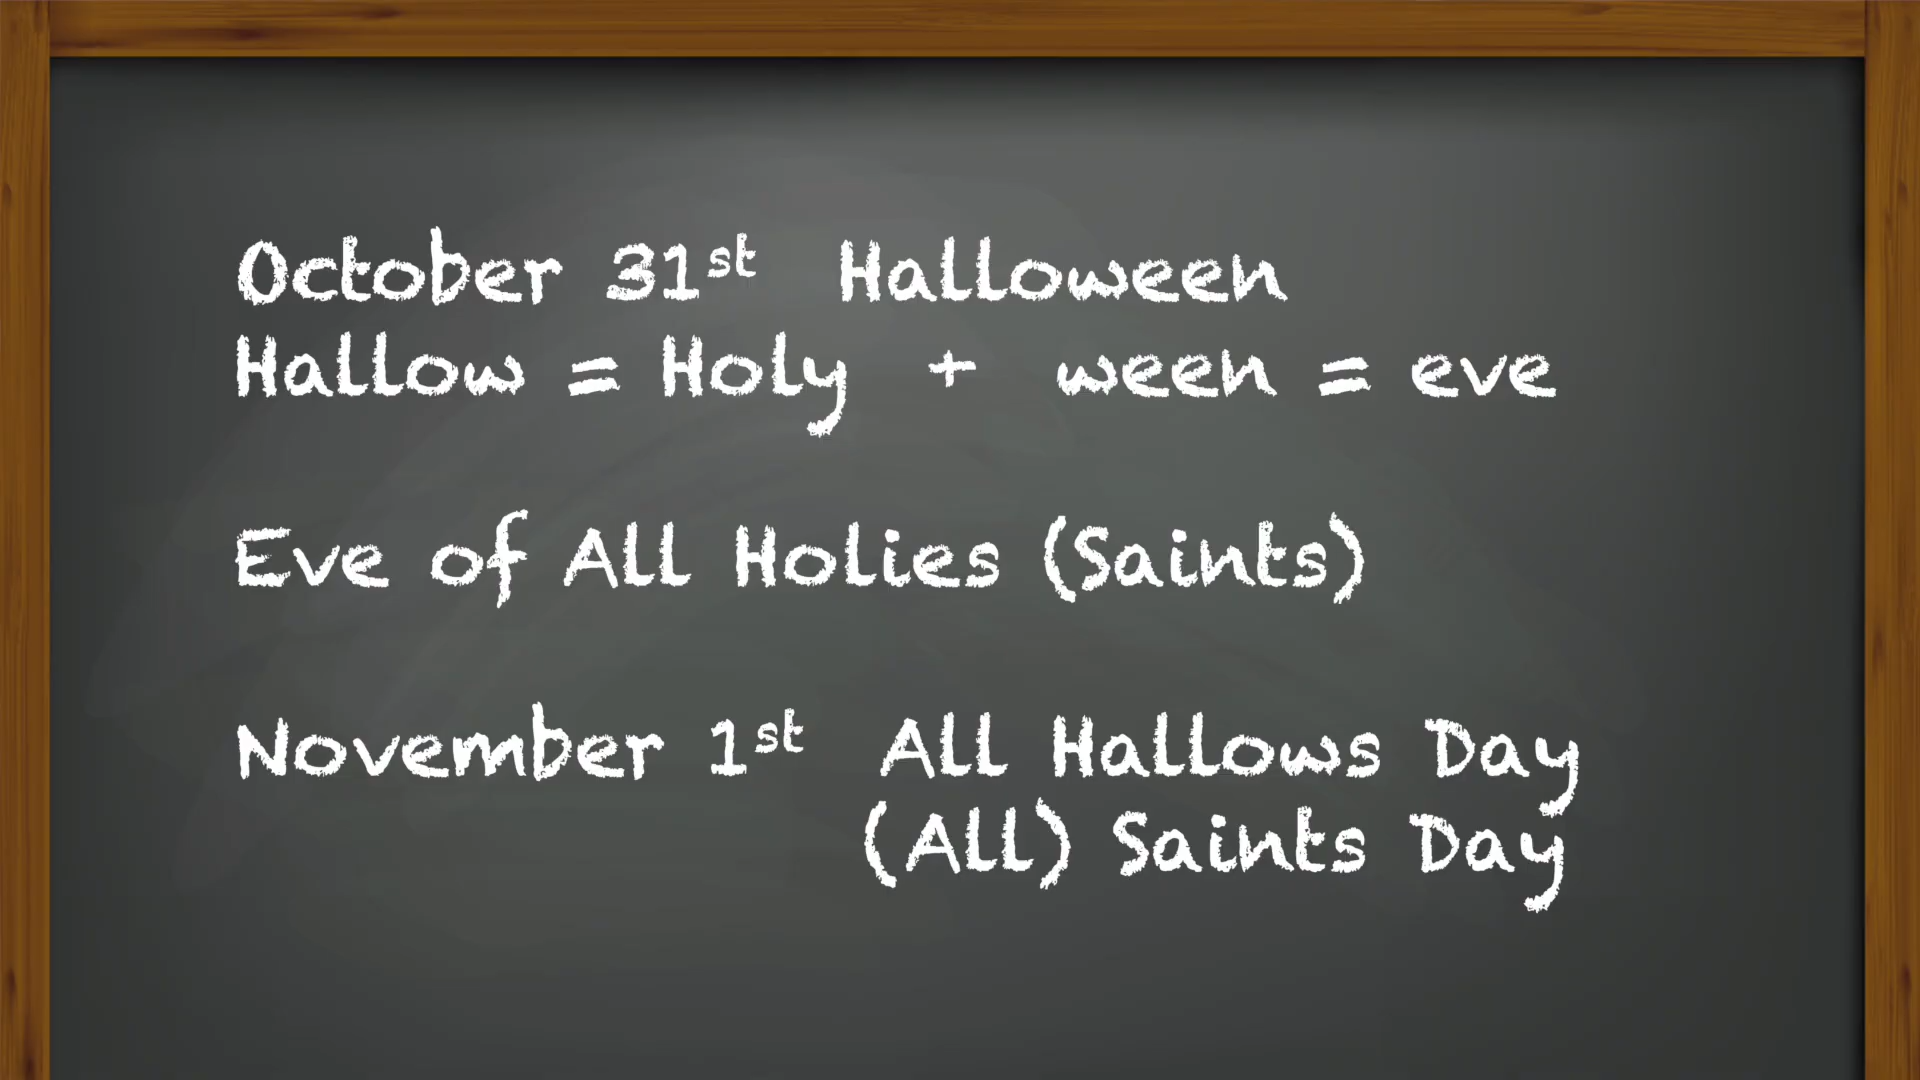 October 31st Halloween
Hallow = Holy + ween = eve
Eve of All Holies (Saints)
November 1st All Hallows Day
(All) Saints Day